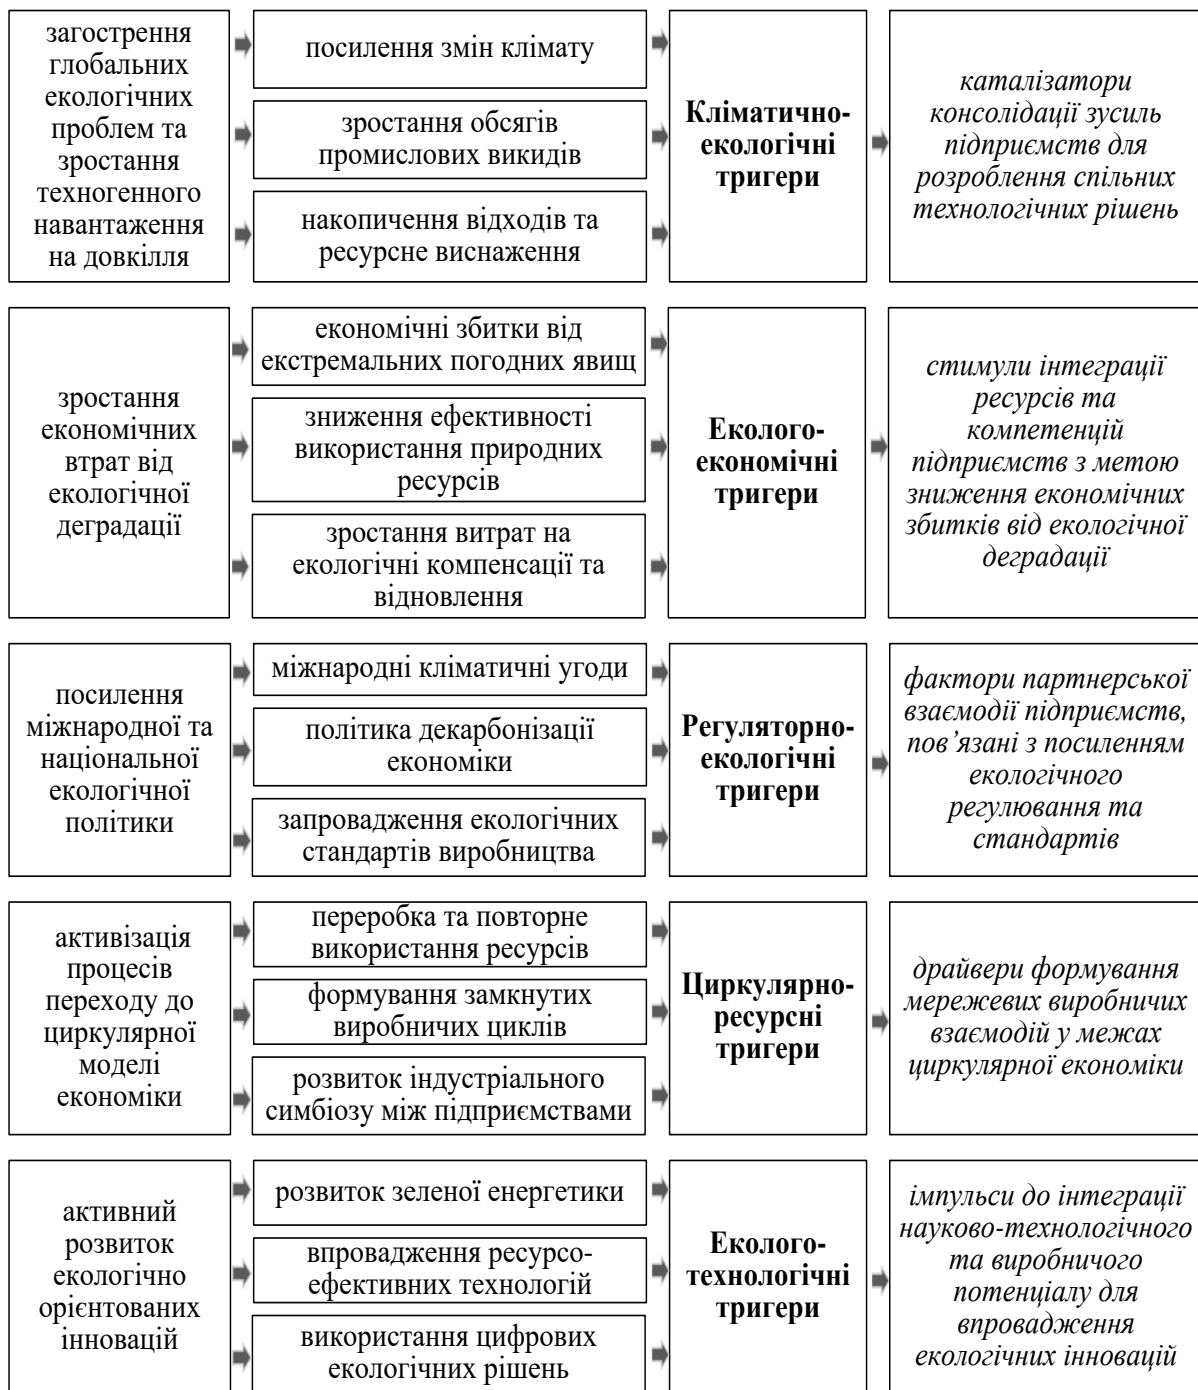 загострення
глобальних
екологічних
проблем та
зростання
техногенного
навантаження
на довкілля
посилення змін клімату
зростання обсягів
промислових викидів
накопичення відходів та
ресурсне виснаження
Кліматично-
екологічні
тригери
каталізатори
консолідації зусиль
підприємств для
розроблення спільних
технологічних рішень
зростання
економічних
втрат від
екологічної
деградації
економічні збитки від
екстремальних погодних явищ
зниження ефективності
використання природних
ресурсів
зростання витрат на
екологічні компенсації та
відновлення
Еколого-
економічні
тригери
стимули інтеграції
ресурсів та
компетенцій
підприємств з метою
зниження економічних
збитків від екологічної
деградації
посилення
міжнародної та
національної
екологічної
політики
міжнародні кліматичні угоди
політика декарбонізації
економіки
запровадження екологічних
стандартів виробництва
Регуляторно-
екологічні
тригери
фактори партнерської
взаємодії підприємств,
пов’язані з посиленням
екологічного
регулювання та
стандартів
активізація
процесів
переходу до
циркулярної
моделі
економіки
переробка та повторне
використання ресурсів
формування замкнутих
виробничих циклів
розвиток індустріального
симбіозу між підприємствами
Циркулярно-
ресурсні
тригери
драйвери формування
мережевих виробничих
взаємодій у межах
циркулярної економіки
активний
розвиток
екологічно
орієнтованих
інновацій
розвиток зеленої енергетики
впровадження ресурсо-
ефективних технологій
використання цифрових
екологічних рішень
Еколого-
технологічні
тригери
імпульси до інтеграції
науково-технологічного
та виробничого
потенціалу для
впровадження
екологічних інновацій